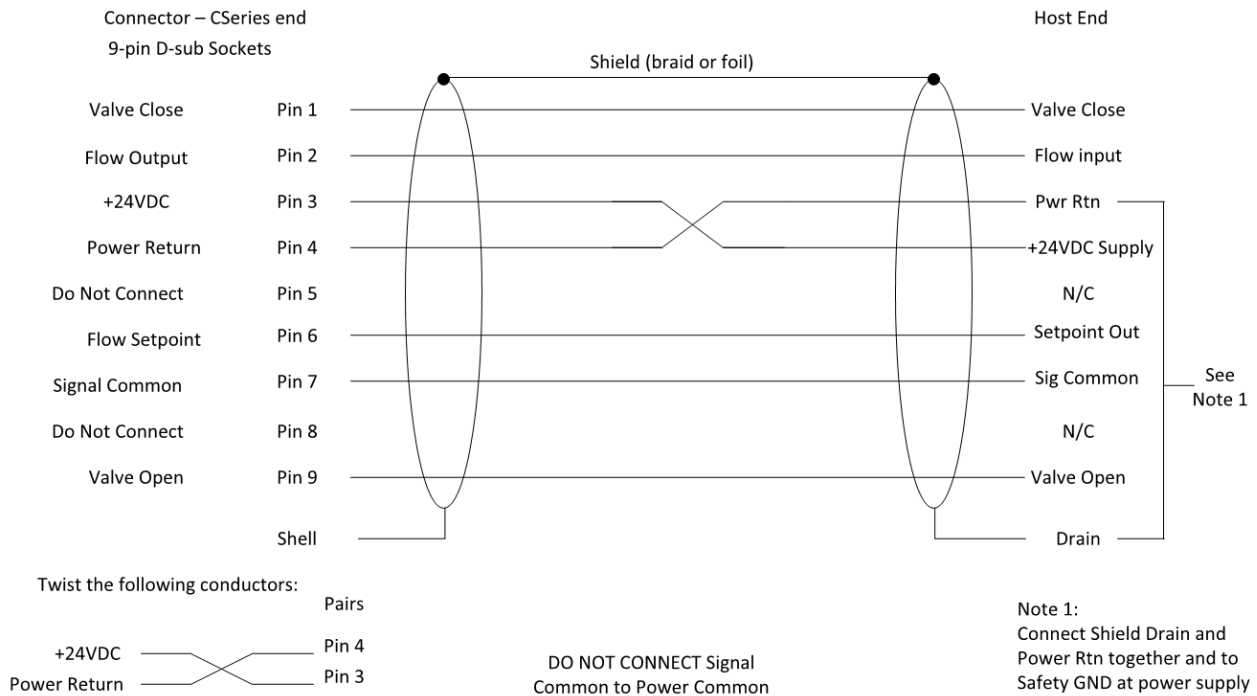 Connector – CSeries end
Host End
9-pin D-sub Sockets
Shield (braid or foil)
Valve Close Pin 1 Valve Close
Flow Output Pin 2 Flow input
+24VDC Pin 3 Pwr Rtn
Power Return Pin 4 +24VDC Supply
Do Not Connect Pin 5 N/C
Flow Setpoint Pin 6 Setpoint Out
Signal Common Pin 7 Sig Common
See
Note 1
Do Not Connect Pin 8 N/C
Valve Open Pin 9 Valve Open
Shell Drain
Twist the following conductors:
Pairs
+24VDC Pin 4
Power Return Pin 3
DO NOT CONNECT Signal
Common to Power Common
Note 1:
Connect Shield Drain and
Power Rtn together and to
Safety GND at power supply